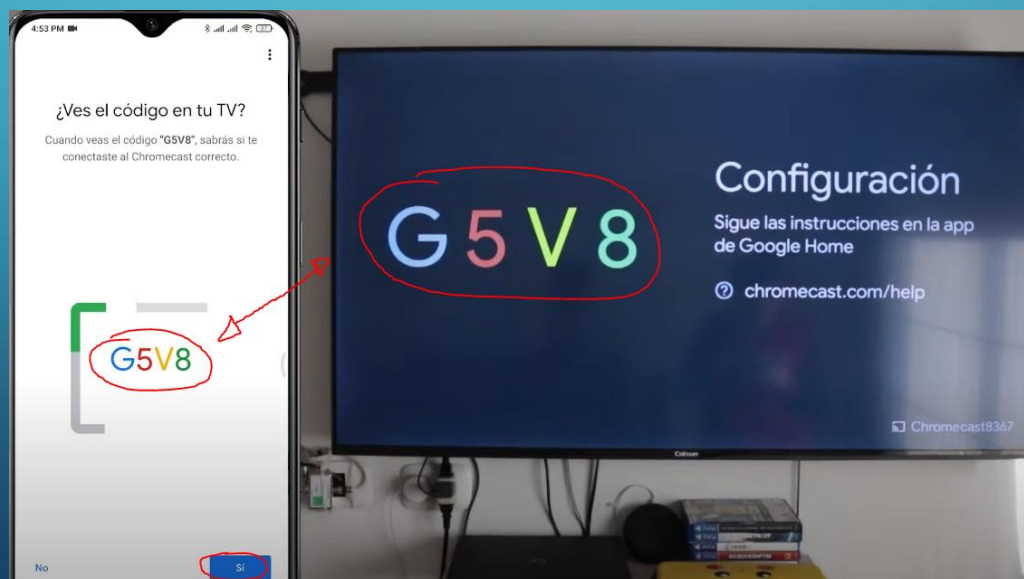 4:53 PM
37
¿Ves el código en tu TV?
Cuando veas el código "G5V8", sabrás si te
conectaste al Chromecast correcto.
G5V8
No
Sí
G5V8
Configuración
Sigue las instrucciones en la app
de Google Home
chromecast.com/help
Chromecast8367